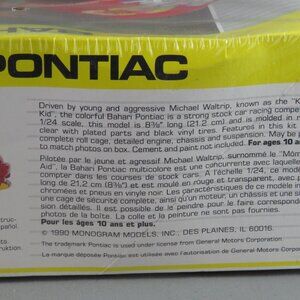 PONTIAC
Driven by young and aggressive Michael Waltrip, known as the "K
Kid", the colorful Bahari Pontiac is a strong stock car racing compet
1/24 scale, this model is 8⅜" long (21.2 cm) and is molded in r
clear with plated parts and black vinyl tires. Features in this kit
complete roll cage, detailed engine, chassis and suspension. May be
to match photos on box. Cement and paint not included. For ages 10 a
Pilotée par le jeune et agressif Michael Waltrip, surnommé le "Môm
Aid", la multicolore Bahari Pontiac est une concurrente avec laquelle
compter dans les courses de stock cars. A l'échelle 1/24, ce modè
long de 21,2 cm (8⅜") et est moulé en rouge et transparent, avec piè
chromées et pneus en vinyle noir. Les caractéristiques de ce modèle in
une cage de sécurité complète, ainsi qu'un moteur, un châssis et une sus
sion détaillés. Il est possible de le peindre pour le faire correspondre
photos de la boîte. La colle et la peinture ne sont pas fournies.
Pour les âges 10 ans et plus.
© 1990 MONOGRAM MODELS, INC., DES PLAINES, IL 60016.
The trademark Pontiac is used under license from General Motors Corporation.
La marque déposée Pontiac est utilisée avec l'autorisation de General Motors Corpor